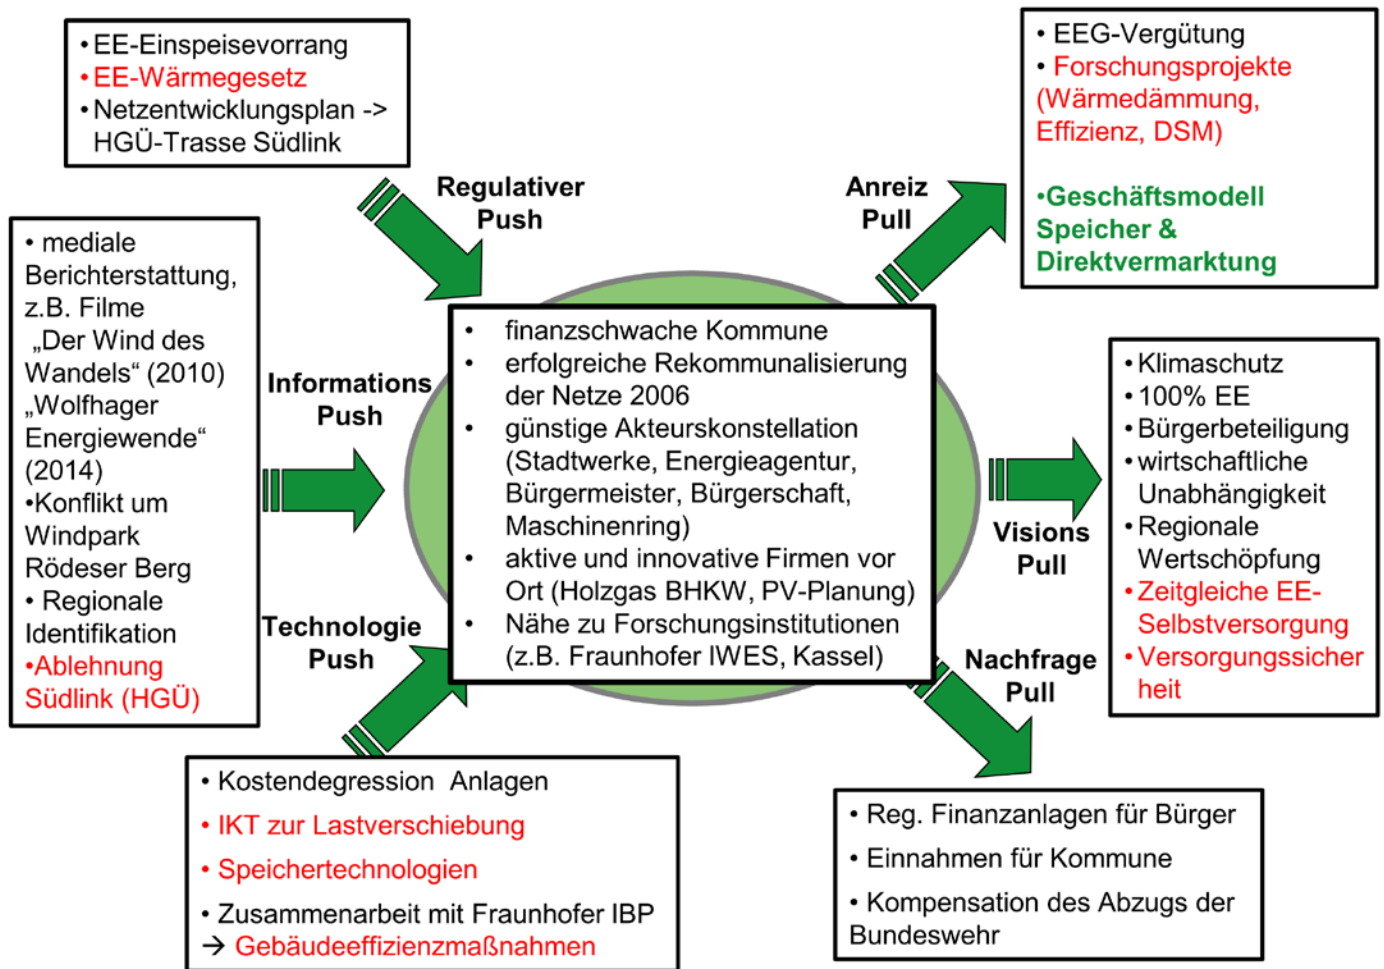 • EE-Einspeisevorrang
• EE-Wärmegesetz
• Netzentwicklungsplan ->
HGÜ-Trasse Südlink
Regulativer
Push
Anreiz
Pull
• EEG-Vergütung
• Forschungsprojekte
(Wärmedämmung,
Effizienz, DSM)
•Geschäftsmodell
Speicher &
Direktvermarktung
• mediale
Berichterstattung,
z.B. Filme
„Der Wind des
Wandels“ (2010)
„Wolfhager
Energiewende“
(2014)
•Konflikt um
Windpark
Rödeser Berg
• Regionale
Identifikation
•Ablehnung
Südlink (HGÜ)
Informations
Push
• finanzschwache Kommune
• erfolgreiche Rekommunalisierung
der Netze 2006
• günstige Akteurskonstellation
(Stadtwerke, Energieagentur,
Bürgermeister, Bürgerschaft,
Maschinenring)
• aktive und innovative Firmen vor
Ort (Holzgas BHKW, PV-Planung)
• Nähe zu Forschungsinstitutionen
(z.B. Fraunhofer IWES, Kassel)
Visions
Pull
• Klimaschutz
• 100% EE
• Bürgerbeteiligung
• wirtschaftliche
Unabhängigkeit
• Regionale
Wertschöpfung
• Zeitgleiche EE-
Selbstversorgung
• Versorgungssicher
heit
Technologie
Push
Nachfrage
Pull
• Kostendegression Anlagen
• IKT zur Lastverschiebung
• Speichertechnologien
• Zusammenarbeit mit Fraunhofer IBP
→ Gebäudeeffizienzmaßnahmen
• Reg. Finanzanlagen für Bürger
• Einnahmen für Kommune
• Kompensation des Abzugs der
Bundeswehr